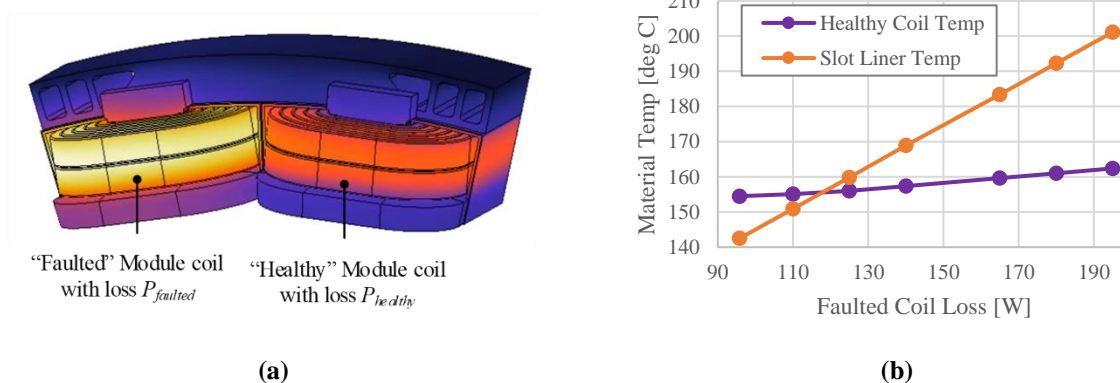 “Faulted” Module coil
with loss P_faulted
“Healthy” Module coil
with loss P_healthy
(a)
Material Temp [deg C]
210
200
190
180
170
160
150
140
Healthy Coil Temp
Slot Liner Temp
90 110 130 150 170 190
Faulted Coil Loss [W]
(b)